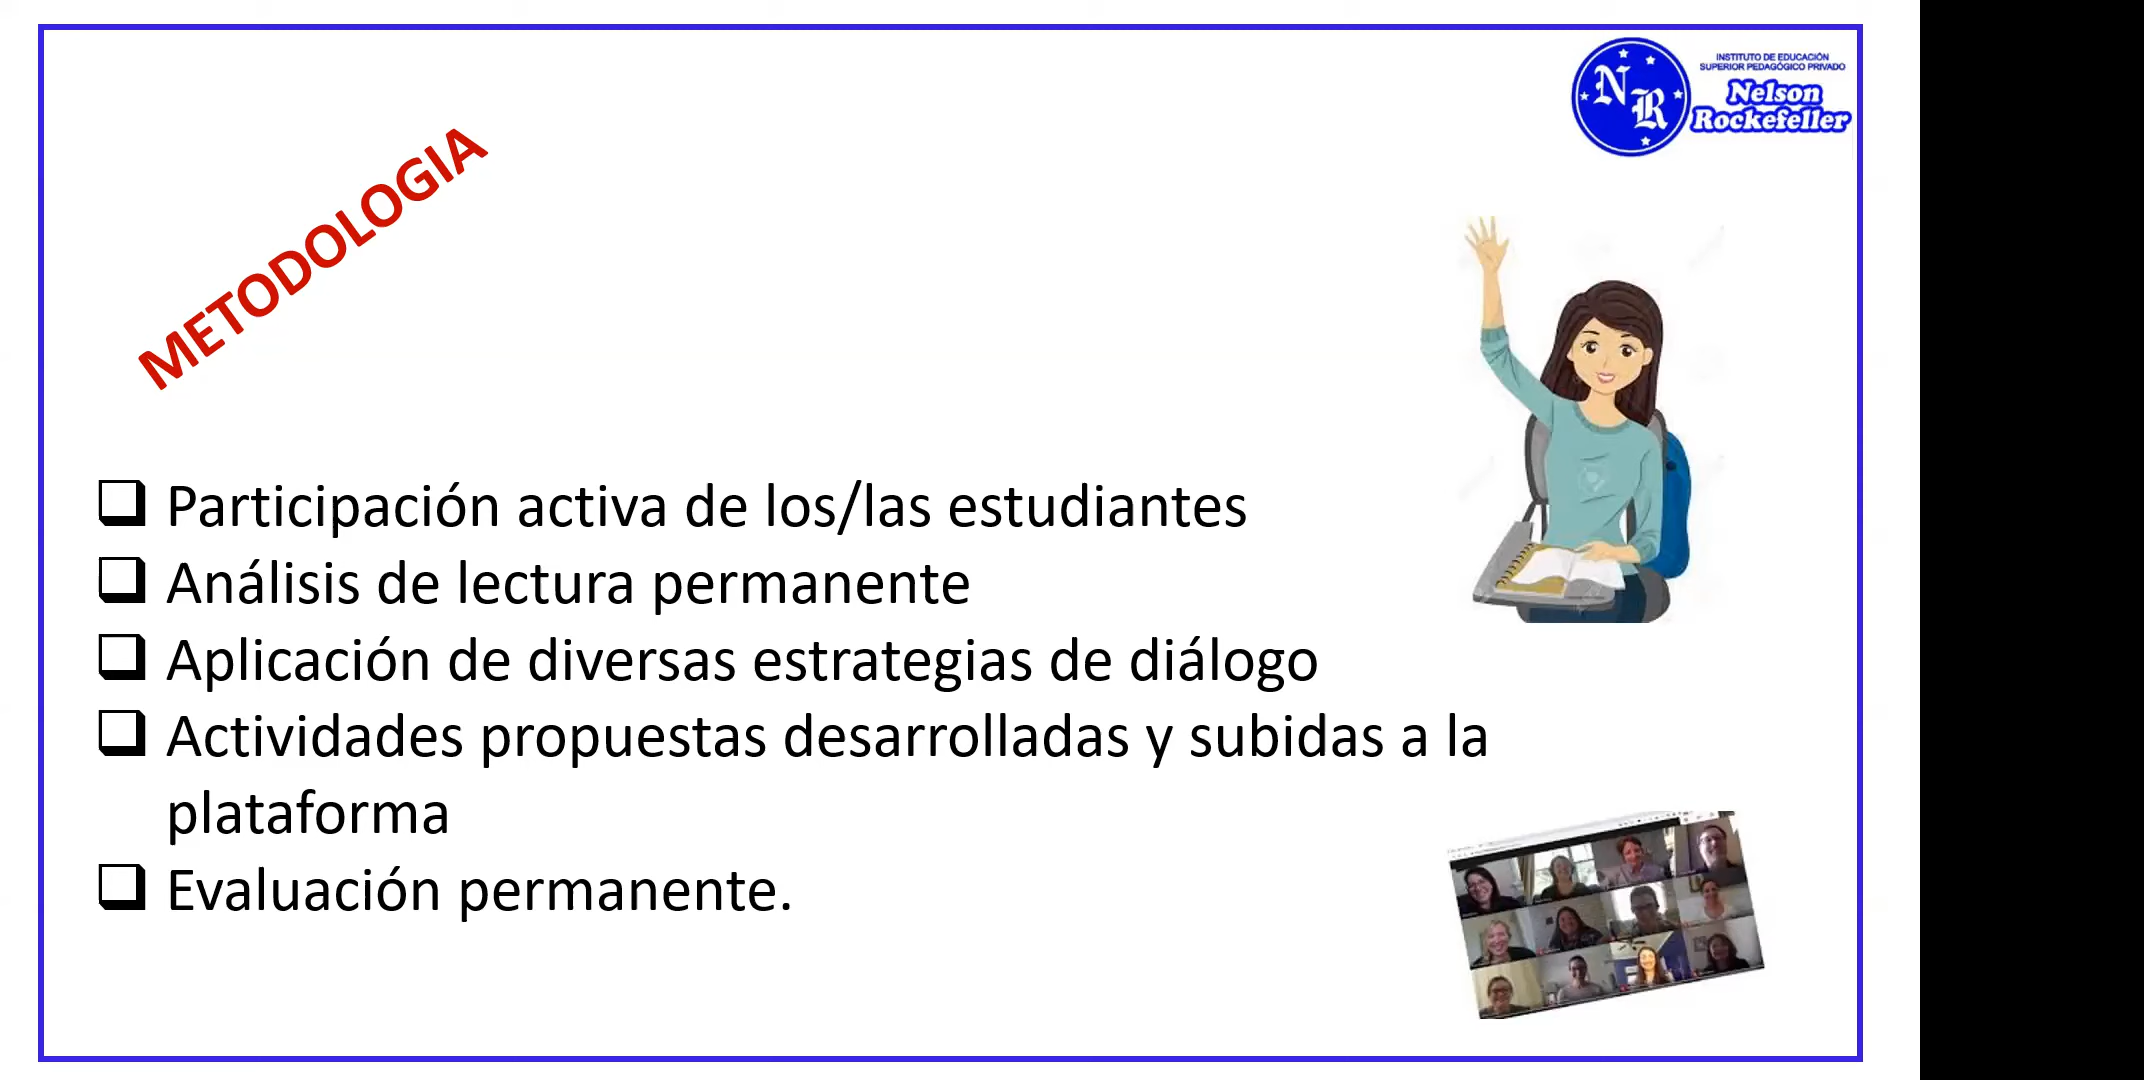 INSTITUTO DE EDUCACIÓN
SUPERIOR PEDAGÓGICO PRIVADO
Nelson
Rockefeller
NR
METODOLOGIA
Participación activa de los/las estudiantes
Análisis de lectura permanente
Aplicación de diversas estrategias de diálogo
Actividades propuestas desarrolladas y subidas a la
plataforma
Evaluación permanente.